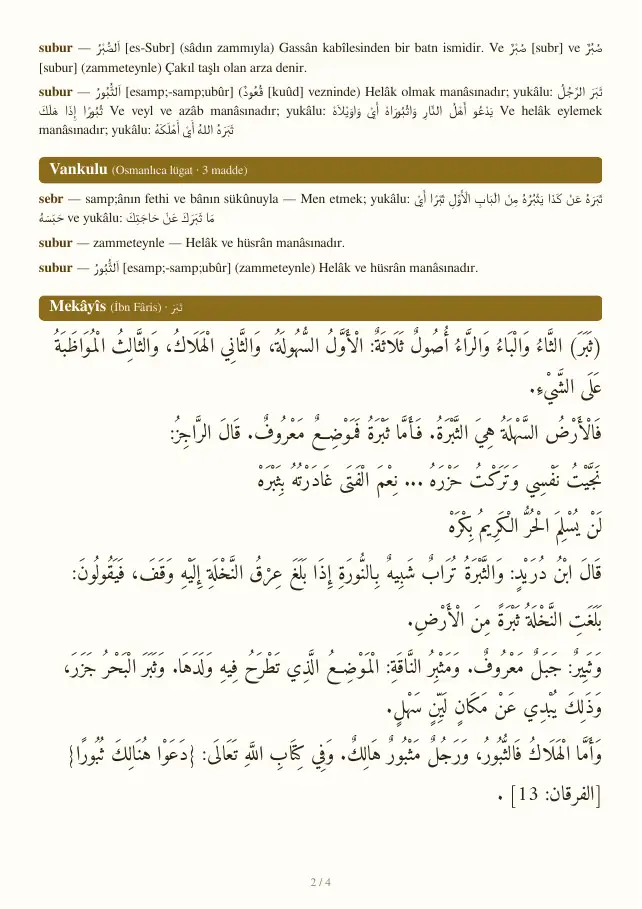 subur — اَلصُّبْرُ [es-Subr] (sâdın zammıyla) Gassân kabîlesinden bir batn ismidir. Ve صُبْرٌ [subr] ve صُبُرٌ
[subur] (zammeteynle) Çakıl taşlı olan arza denir.
subur — اَلثُّبُورُ [esamp;-samp;ubûr] (قُعُودٌ [kuûd] vezninde) Helâk olmak manâsınadır; yukâlu: ثَبَرَ الرَّجُلُ
ثُبُورًا إِذَا هَلَكَ Ve veyl ve azâb manâsınadır; yukâlu: يَدْعُو أَهْلُ النَّارِ وَاثُبُورَاهُ أَيْ وَاوَيْلَاهُ Ve helâk eylemek
manâsınadır; yukâlu: ثَبَرَهُ اللهُ أَيْ أَهْلَكَهُ
Vankulu (Osmanlıca lügat · 3 madde)
sebr — samp;ânın fethi ve bânın sükûnuyla — Men etmek; yukâlu: ثَبَرَهُ عَنْ كَذَا يَثْبُرُهُ مِنَ الْبَابِ الْأَوَّلِ ثَبْرًا أَيْ
حَبَسَهُ ve yukâlu: مَا ثَبَرَكَ عَنْ حَاجَتِكَ
subur — zammeteynle — Helâk ve hüsrân manâsınadır.
subur — اَلثُّبُورُ [esamp;-samp;ubûr] (zammeteynle) Helâk ve hüsrân manâsınadır.
Mekâyîs (İbn Fâris) · ثَبَرَ
(ثَبَرَ) الثَّاءُ وَالْبَاءُ وَالرَّاءُ أُصُولٌ ثَلَاثَةٌ: الْأَوَّلُ السُّهُولَةُ، وَالثَّانِي الْهَلَاكُ، وَالثَّالِثُ الْمُوَاظَبَةُ
عَلَى الشَّيْءِ.
فَالْأَرْضُ السَّهْلَةُ هِيَ الثَّبْرَةُ. فَأَمَّا ثَبْرَةُ فَمَوْضِعٌ مَعْرُوفٌ. قَالَ الرَّاجِزُ:
نَجَّيْتُ نَفْسِي وَتَرَكْتُ حَزْرَهُ ... نِعْمَ الْفَتَى غَادَرْتُهُ بِثَبْرَهْ
لَنْ يُسْلِمَ الْحُرُّ الْكَرِيمُ بِكْرَهْ
قَالَ ابْنُ دُرَيْدٍ: وَالثَّبْرَةُ تُرَابٌ شَبِيهٌ بِالنُّورَةِ إِذَا بَلَغَ عِرْقُ النَّخْلَةِ إِلَيْهِ وَقَفَ، فَيَقُولُونَ:
بَلَغَتِ النَّخْلَةُ ثَبْرَةً مِنَ الْأَرْضِ.
وَثَبِيرٌ: جَبَلٌ مَعْرُوفٌ. وَمَثْبِرُ النَّاقَةِ: الْمَوْضِعُ الَّذِي تَطْرَحُ فِيهِ وَلَدَهَا. وَثَبَرَ الْبَحْرُ جَزَرَ،
وَذَلِكَ يُبْدِي عَنْ مَكَانٍ لَيِّنٍ سَهْلٍ.
وَأَمَّا الْهَلَاكُ فَالثُّبُورُ، وَرَجُلٌ مَثْبُورٌ هَالِكٌ. وَفِي كِتَابِ اللَّهِ تَعَالَى: {دَعَوْا هُنَالِكَ ثُبُورًا}
[الفرقان: 13] .
2 / 4